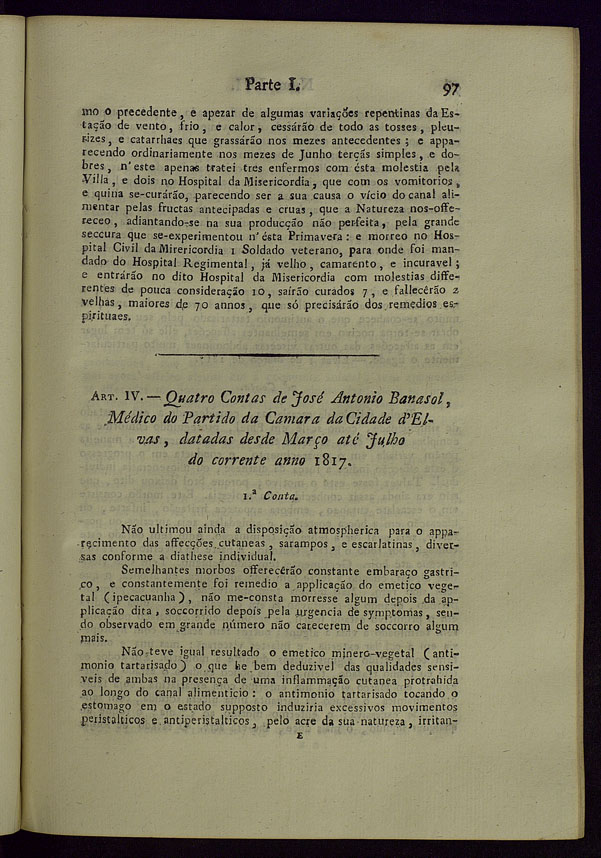 Parte I. 97
mo o precedente, e apezar de algumas variações repentinas da Es-
tação de vento, frio, e calor, cessárão de todo as tosses, pleu-
rizes, e catarrhaes que grassárão nos mezes antecedentes; e appa-
recendo ordinariamente nos mezes de Junho terçãs simples, e do-
bres, n'este apenas tratei tres enfermos com ésta molestia pela
Villa, e dois no Hospital da Misericordia, que com os vomitorios,
e quina se-curárão, parecendo ser a sua causa o vício do canal ali-
mentar pelas fructas antecipadas e cruas, que a Natureza nos-offe-
receo, adiantando-se na sua producção não perfeita, pela grande
seccura que se-experimentou n'ésta Primavera: e morreo no Hos-
pital Civil da Mirericordia 1 Soldado veterano, para onde foi man-
dado do Hospital Regimental, já velho, camarento, e incuravel;
e entrárão no dito Hospital da Misericordia com molestias diffe-
rentes de pouca consideração 10, saírão curados 7, e fallecêrão 2
velhas, maiores de 70 annos, que só precisárão dos remedios es-
pirituaes.
ART. IV. — Quatro Contas de José Antonio Banasol,
Médico do Partido da Camara da Cidade d'El-
vas, datadas desde Março até Julho
do corrente anno 1817.
1.ª Conta.
Não ultimou ainda a disposição atmospherica para o appa-
recimento das affecções cutaneas, sarampos, e escarlatinas, diver-
sas conforme a diathese individual.
Semelhantes morbos offerecêrão constante embaraço gastri-
co, e constantemente foi remedio a applicação do emetico vege-
tal (ipecacuanha), não me-consta morresse algum depois da ap-
plicação dita, soccorrido depois pela urgencia de symptomas, sen-
do observado em grande número não carecerem de soccorro algum
mais.
Não teve igual resultado o emetico minero-vegetal (anti-
monio tartarisado) o que he bem deduzivel das qualidades sensi-
veis de ambas na presença de uma inflammação cutanea protrahida
ao longo do canal alimenticio: o antimonio tartarisado tocando o
estomago em o estado supposto induziria excessivos movimentos
peristalticos e antiperistalticos, pelo acre da sua natureza, irritan-
E